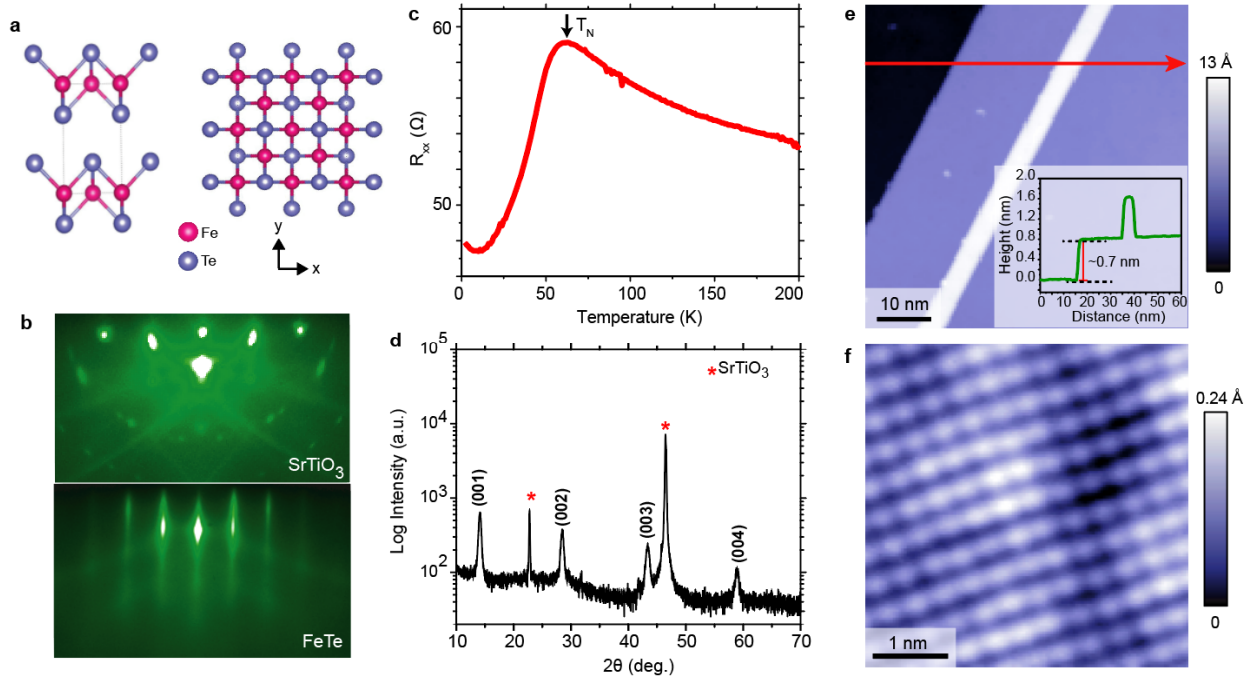 a
Fe
Te
y
x
b
SrTiO3
FeTe
c
TN
60
50
Rxx (Ω)
0 50 100 150 200
Temperature (K)
d
10^5
10^4
10^3
10^2
Log Intensity (a.u.)
*SrTiO3
(001)
*
(002)
(003)
*
(004)
10 20 30 40 50 60 70
2θ (deg.)
e
13 Å
0
10 nm
2.0
1.6
1.2
0.8
0.4
0.0
Height (nm)
~0.7 nm
0 10 20 30 40 50 60
Distance (nm)
f
0.24 Å
0
1 nm